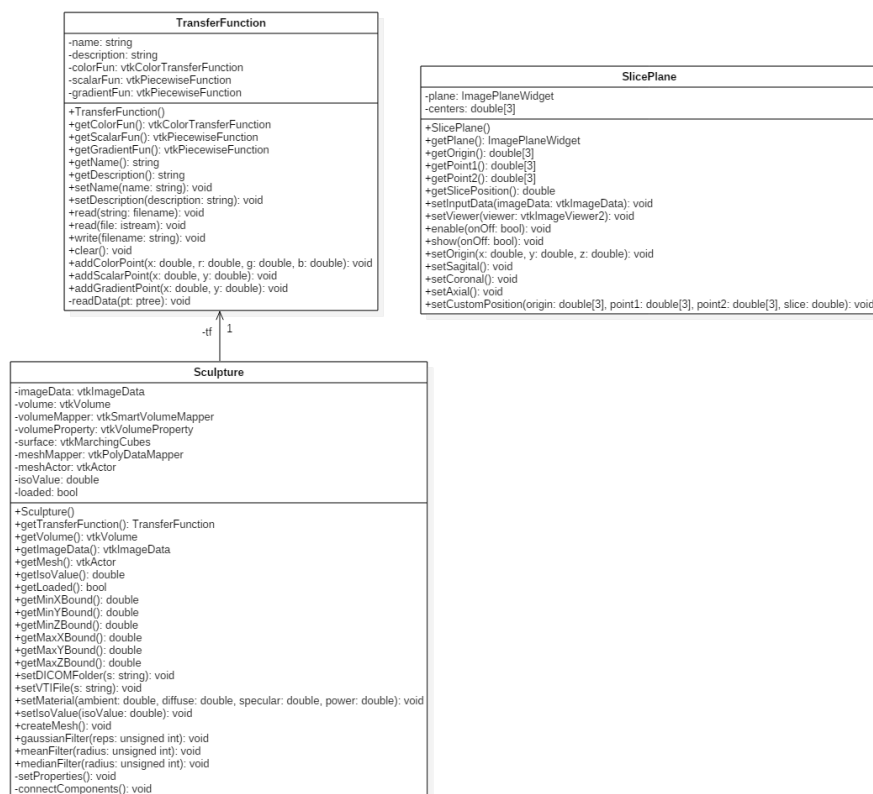 TransferFunction
-name: string
-description: string
-colorFun: vtkColorTransferFunction
-scalarFun: vtkPiecewiseFunction
-gradientFun: vtkPiecewiseFunction
+TransferFunction()
+getColorFun(): vtkColorTransferFunction
+getScalarFun(): vtkPiecewiseFunction
+getGradientFun(): vtkPiecewiseFunction
+getName(): string
+getDescription(): string
+setName(name: string): void
+setDescription(description: string): void
+read(string: filename): void
+read(file: istream): void
+write(filename: string): void
+clear(): void
+addColorPoint(x: double, r: double, g: double, b: double): void
+addScalarPoint(x: double, y: double): void
+addGradientPoint(x: double, y: double): void
-readData(pt: ptree): void
SlicePlane
-plane: ImagePlaneWidget
-centers: double[3]
+SlicePlane()
+getPlane(): ImagePlaneWidget
+getOrigin(): double[3]
+getPoint1(): double[3]
+getPoint2(): double[3]
+getSlicePosition(): double
+setInputData(imageData: vtkImageData): void
+setViewer(viewer: vtkImageViewer2): void
+enable(onOff: bool): void
+show(onOff: bool): void
+setOrigin(x: double, y: double, z: double): void
+setSagital(): void
+setCoronal(): void
+setAxial(): void
+setCustomPosition(origin: double[3], point1: double[3], point2: double[3], slice: double): void
-tf 1
Sculpture
-imageData: vtkImageData
-volume: vtkVolume
-volumeMapper: vtkSmartVolumeMapper
-volumeProperty: vtkVolumeProperty
-surface: vtkMarchingCubes
-meshMapper: vtkPolyDataMapper
-meshActor: vtkActor
-isoValue: double
-loaded: bool
+Sculpture()
+getTransferFunction(): TransferFunction
+getVolume(): vtkVolume
+getImageData(): vtkImageData
+getMesh(): vtkActor
+getIsoValue(): double
+getLoaded(): bool
+getMinXBound(): double
+getMinYBound(): double
+getMinZBound(): double
+getMaxXBound(): double
+getMaxYBound(): double
+getMaxZBound(): double
+setDICOMFolder(s: string): void
+setVTIFile(s: string): void
+setMaterial(ambient: double, diffuse: double, specular: double, power: double): void
+setIsoValue(isoValue: double): void
+createMesh(): void
+gaussianFilter(reps: unsigned int): void
+meanFilter(radius: unsigned int): void
+medianFilter(radius: unsigned int): void
-setProperties(): void
-connectComponents(): void